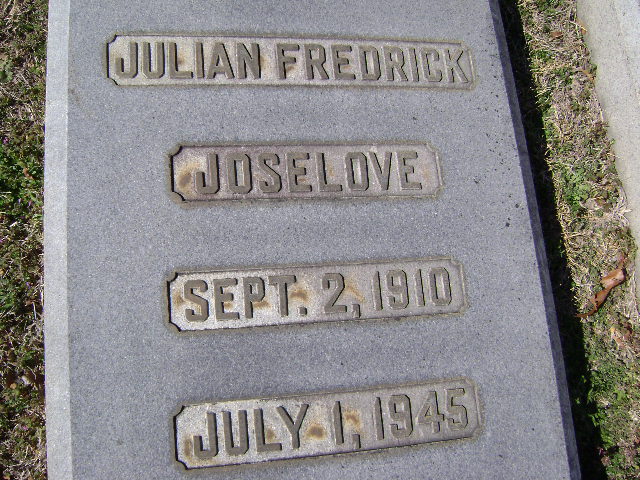 JULIAN FREDRICK
JOSELOVE
SEPT. 2, 1910
JULY 1, 1945